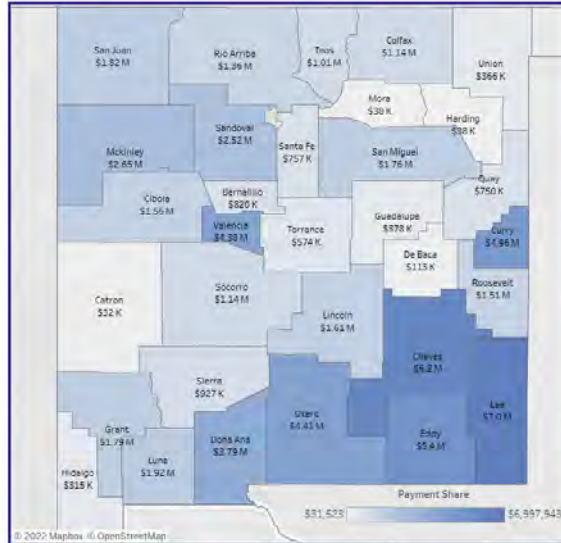 San Juan
$1.82 M
Rio Arriba
$1.36 M
Taos
$1.01 M
Colfax
$1.14 M
Union
$366 K
Mora
$38 K
Harding
$88 K
Sandoval
$2.52 M
Santa Fe
$757 K
San Miguel
$1.76 M
Mckinley
$2.65 M
Quay
$750 K
Cibola
$1.56 M
Bernalillo
$820 K
Guadalupe
$378 K
Valencia
$4.38 M
Torrance
$574 K
Curry
$4.96 M
De Baca
$113 K
Roosevelt
$1.51 M
Catron
$32 K
Socorro
$1.14 M
Lincoln
$1.61 M
Chaves
$6.2 M
Sierra
$927 K
Lea
$7.0 M
Otero
$4.41 M
Eddy
$5.4 M
Grant
$1.79 M
Dona Ana
$3.79 M
Luna
$1.92 M
Hidalgo
$315 K
Payment Share
$31,523
$6,997,943
© 2022 Mapbox © OpenStreetMap